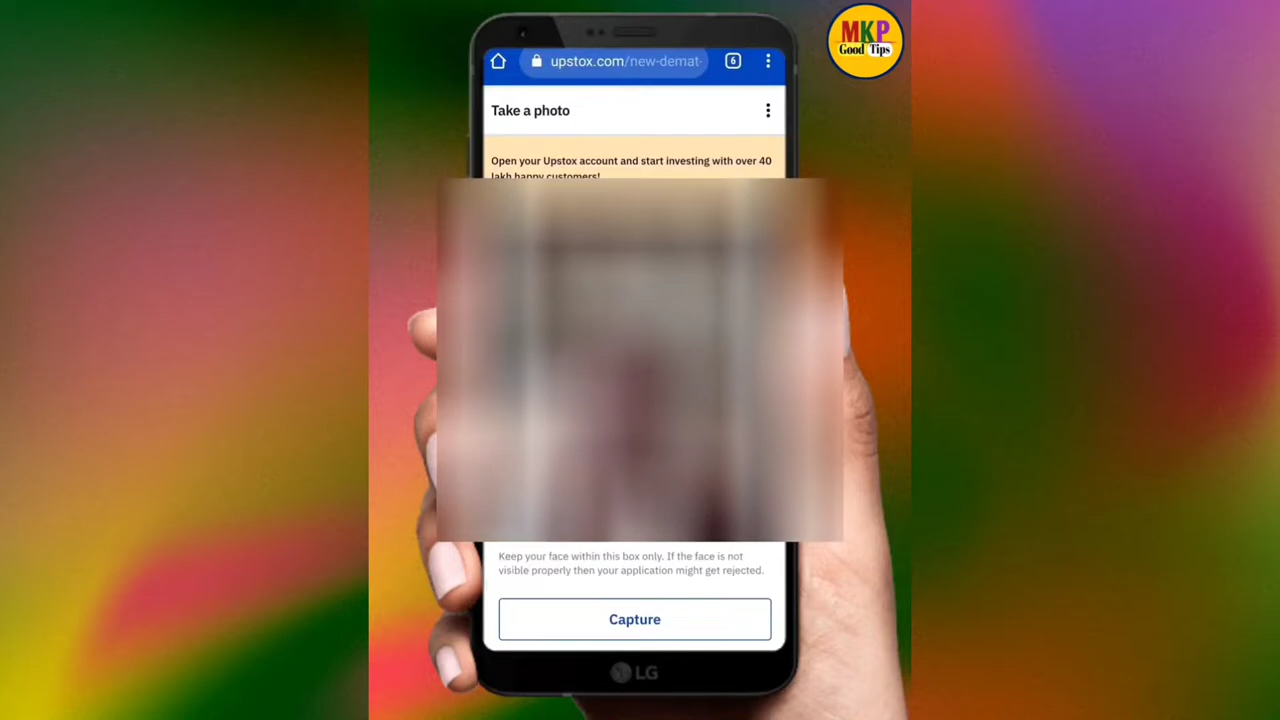 MKP
Good Tips
upstox.com/new-demat-
6
Take a photo
Open your Upstox account and start investing with over 40
lakh happy customers!
Keep your face within this box only. If the face is not
visible properly then your application might get rejected.
Capture
LG